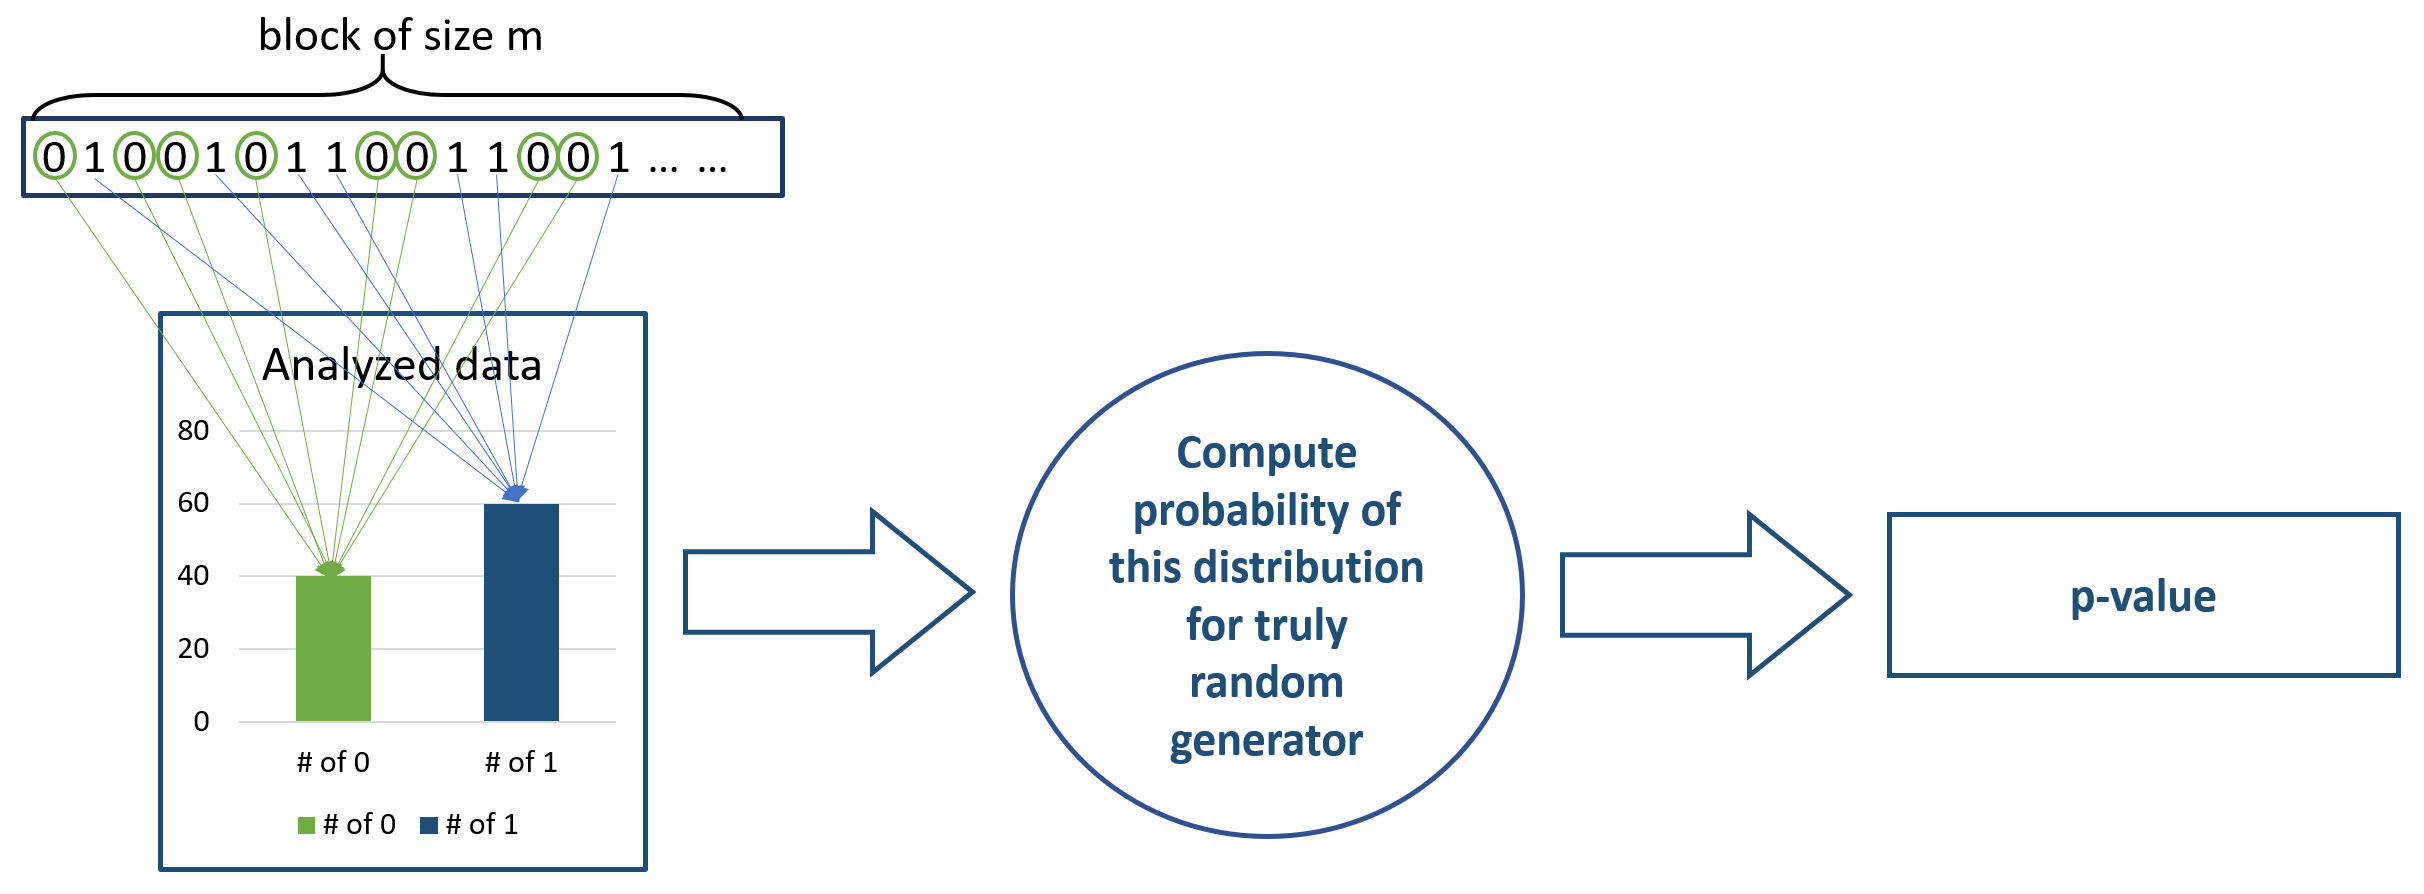 block of size m
0 1 0 0 1 0 1 1 0 0 1 1 0 0 1 ... ...
Analyzed data
80
60
40
20
0
# of 0 # of 1
# of 0 # of 1
Compute
probability of
this distribution
for truly
random
generator
p-value